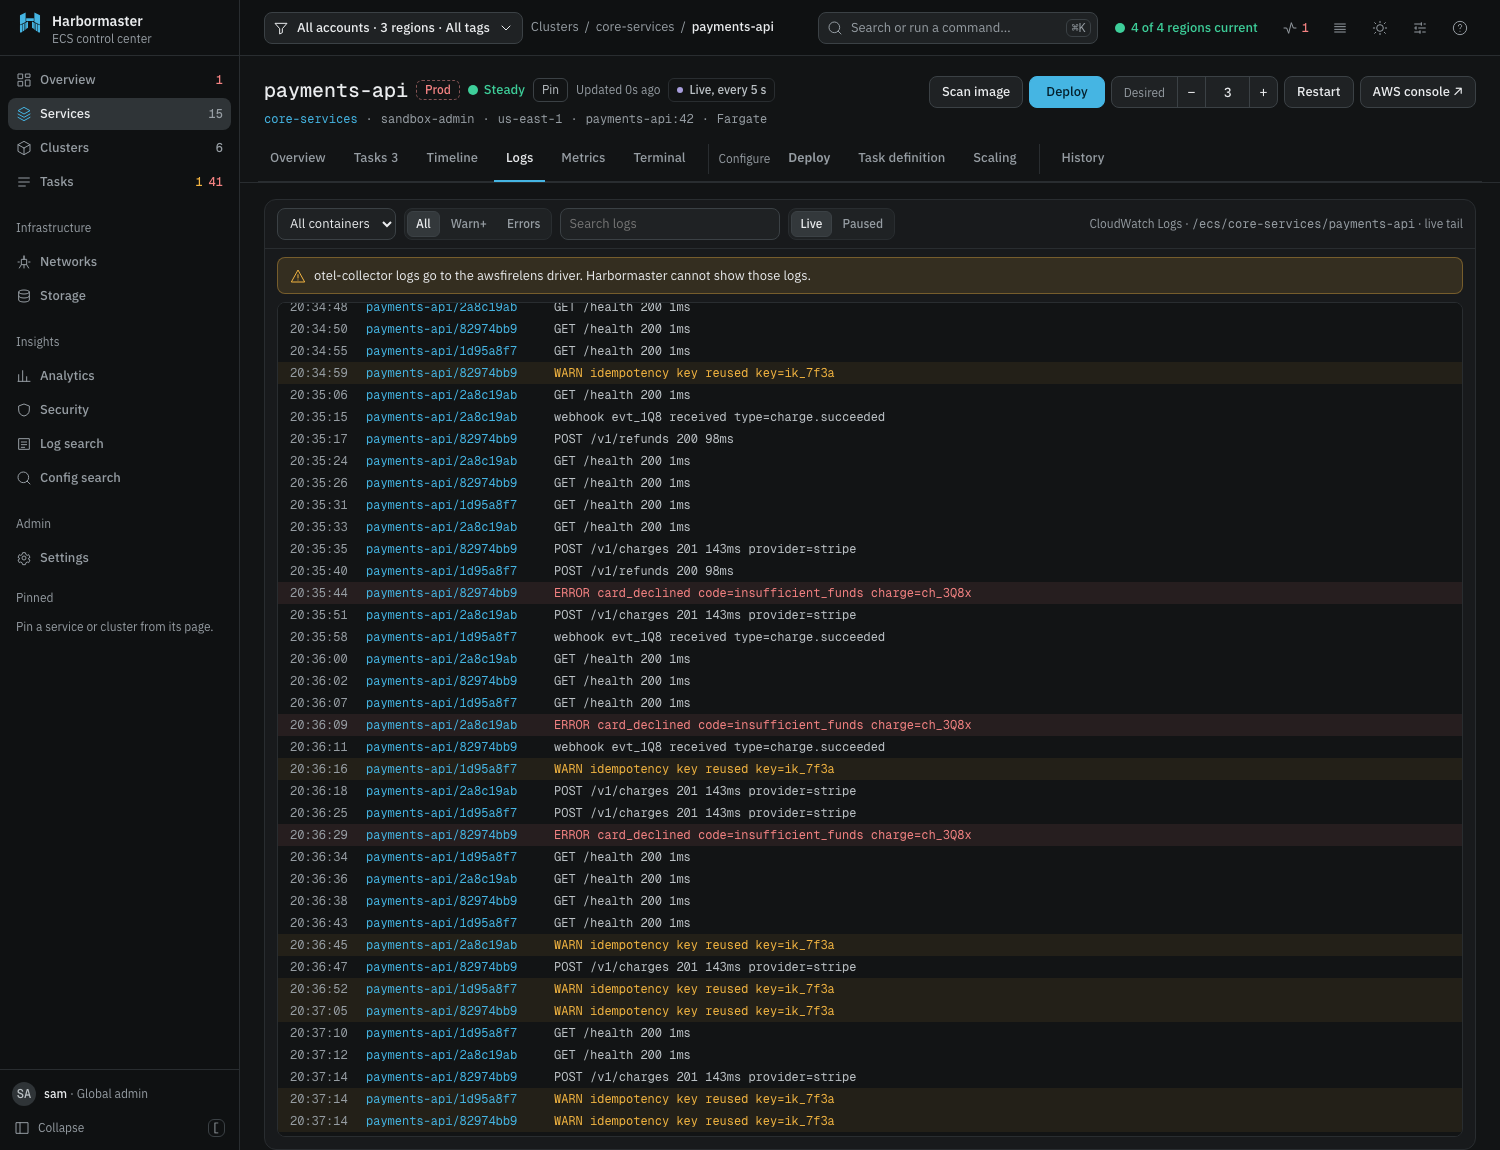 Harbormaster
ECS control center
Overview 1
Services 15
Clusters 6
Tasks 1 41
Infrastructure
Networks
Storage
Insights
Analytics
Security
Log search
Config search
Admin
Settings
Pinned
Pin a service or cluster from its page.
SA sam · Global admin
Collapse [
All accounts · 3 regions · All tags
Clusters / core-services / payments-api
Search or run a command... ⌘K
4 of 4 regions current
1
payments-api Prod Steady Pin Updated 0s ago Live, every 5 s
Scan image Deploy Desired − 3 + Restart AWS console ↗
core-services · sandbox-admin · us-east-1 · payments-api:42 · Fargate
Overview Tasks 3 Timeline Logs Metrics Terminal Configure Deploy Task definition Scaling History
All containers All Warn+ Errors Search logs Live Paused CloudWatch Logs · /ecs/core-services/payments-api · live tail
otel-collector logs go to the awsfirelens driver. Harbormaster cannot show those logs.
20:34:48 payments-api/2a8c19ab GET /health 200 1ms
20:34:50 payments-api/82974bb9 GET /health 200 1ms
20:34:55 payments-api/1d95a8f7 GET /health 200 1ms
20:34:59 payments-api/82974bb9 WARN idempotency key reused key=ik_7f3a
20:35:06 payments-api/2a8c19ab GET /health 200 1ms
20:35:15 payments-api/2a8c19ab webhook evt_1Q8 received type=charge.succeeded
20:35:17 payments-api/82974bb9 POST /v1/refunds 200 98ms
20:35:24 payments-api/2a8c19ab GET /health 200 1ms
20:35:26 payments-api/82974bb9 GET /health 200 1ms
20:35:31 payments-api/1d95a8f7 GET /health 200 1ms
20:35:33 payments-api/2a8c19ab GET /health 200 1ms
20:35:35 payments-api/82974bb9 POST /v1/charges 201 143ms provider=stripe
20:35:40 payments-api/1d95a8f7 POST /v1/refunds 200 98ms
20:35:44 payments-api/82974bb9 ERROR card_declined code=insufficient_funds charge=ch_3Q8x
20:35:51 payments-api/2a8c19ab POST /v1/charges 201 143ms provider=stripe
20:35:58 payments-api/1d95a8f7 webhook evt_1Q8 received type=charge.succeeded
20:36:00 payments-api/2a8c19ab GET /health 200 1ms
20:36:02 payments-api/82974bb9 GET /health 200 1ms
20:36:07 payments-api/1d95a8f7 GET /health 200 1ms
20:36:09 payments-api/2a8c19ab ERROR card_declined code=insufficient_funds charge=ch_3Q8x
20:36:11 payments-api/82974bb9 webhook evt_1Q8 received type=charge.succeeded
20:36:16 payments-api/1d95a8f7 WARN idempotency key reused key=ik_7f3a
20:36:18 payments-api/2a8c19ab POST /v1/charges 201 143ms provider=stripe
20:36:25 payments-api/1d95a8f7 POST /v1/charges 201 143ms provider=stripe
20:36:29 payments-api/82974bb9 ERROR card_declined code=insufficient_funds charge=ch_3Q8x
20:36:34 payments-api/1d95a8f7 GET /health 200 1ms
20:36:36 payments-api/2a8c19ab GET /health 200 1ms
20:36:38 payments-api/82974bb9 GET /health 200 1ms
20:36:43 payments-api/1d95a8f7 GET /health 200 1ms
20:36:45 payments-api/2a8c19ab WARN idempotency key reused key=ik_7f3a
20:36:47 payments-api/82974bb9 POST /v1/charges 201 143ms provider=stripe
20:36:52 payments-api/1d95a8f7 WARN idempotency key reused key=ik_7f3a
20:37:05 payments-api/82974bb9 WARN idempotency key reused key=ik_7f3a
20:37:10 payments-api/1d95a8f7 GET /health 200 1ms
20:37:12 payments-api/2a8c19ab GET /health 200 1ms
20:37:14 payments-api/82974bb9 POST /v1/charges 201 143ms provider=stripe
20:37:14 payments-api/1d95a8f7 WARN idempotency key reused key=ik_7f3a
20:37:14 payments-api/82974bb9 WARN idempotency key reused key=ik_7f3a